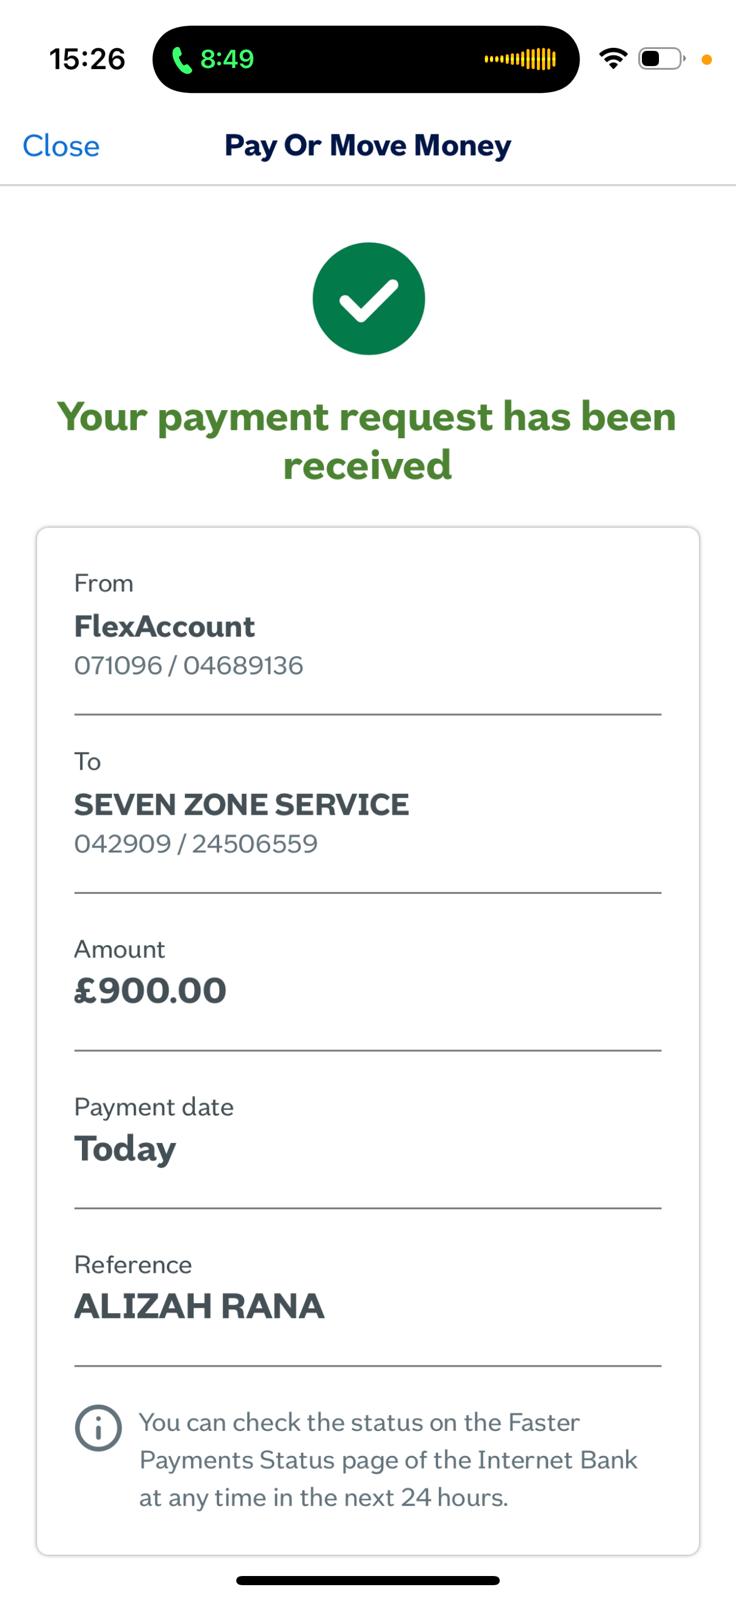 15:26
8:49
Close
Pay Or Move Money
Your payment request has been
received
From
FlexAccount
071096 / 04689136
To
SEVEN ZONE SERVICE
042909 / 24506559
Amount
£900.00
Payment date
Today
Reference
ALIZAH RANA
You can check the status on the Faster
Payments Status page of the Internet Bank
at any time in the next 24 hours.